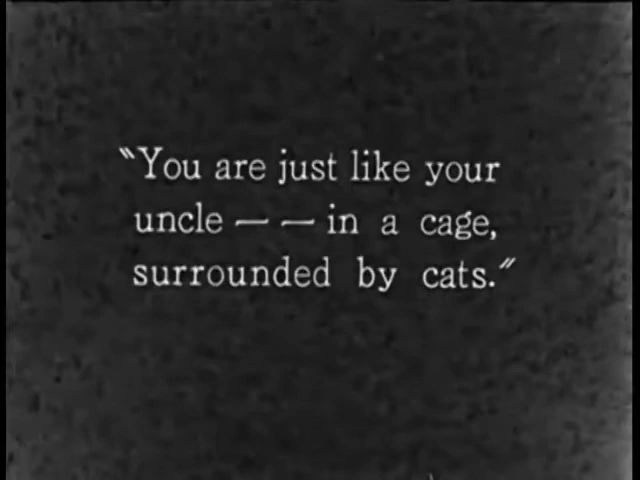 "You are just like your
uncle — — in a cage,
surrounded by cats."